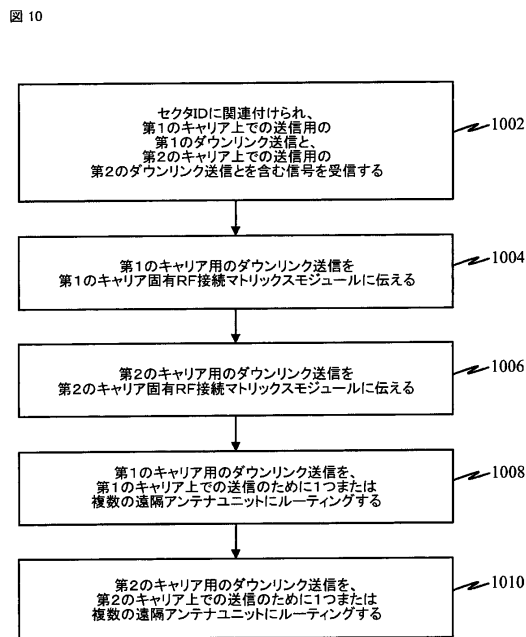 図 10
セクタIDに関連付けられ、
第1のキャリア上での送信用の
第1のダウンリンク送信と、
第2のキャリア上での送信用の
第2のダウンリンク送信とを含む信号を受信する
1002
第1のキャリア用のダウンリンク送信を
第1のキャリア固有RF接続マトリックスモジュールに伝える
1004
第2のキャリア用のダウンリンク送信を
第2のキャリア固有RF接続マトリックスモジュールに伝える
1006
第1のキャリア用のダウンリンク送信を、
第1のキャリア上での送信のために1つまたは
複数の遠隔アンテナユニットにルーティングする
1008
第2のキャリア用のダウンリンク送信を、
第2のキャリア上での送信のために1つまたは
複数の遠隔アンテナユニットにルーティングする
1010